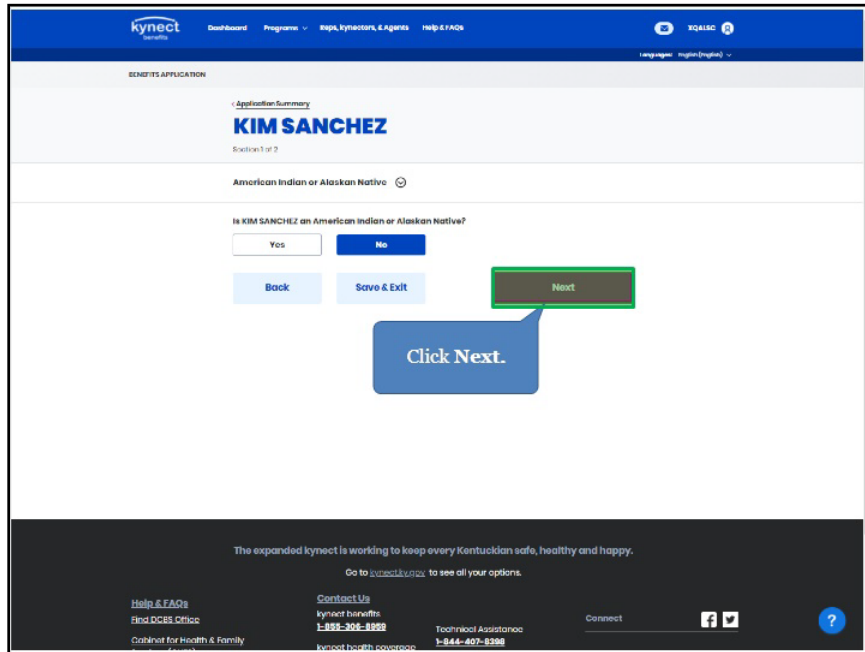 kynect
benefits
Dashboard Programs Reps, kynectors, & Agents Help & FAQs
XQALSC
Languages: English (English)
BENEFITS APPLICATION
Application Summary
KIM SANCHEZ
Section 1 of 2
American Indian or Alaskan Native
Is KIM SANCHEZ an American Indian or Alaskan Native?
Yes No
Back Save & Exit Next
Click Next.
The expanded kynect is working to keep every Kentuckian safe, healthy and happy.
Go to kynect.ky.gov to see all your options.
Help & FAQs
Find DCBS Office
Cabinet for Health & Family
Contact Us
kynect benefits
1-855-306-8959
kynect health coverage
Technical Assistance
1-844-407-8398
Connect
?